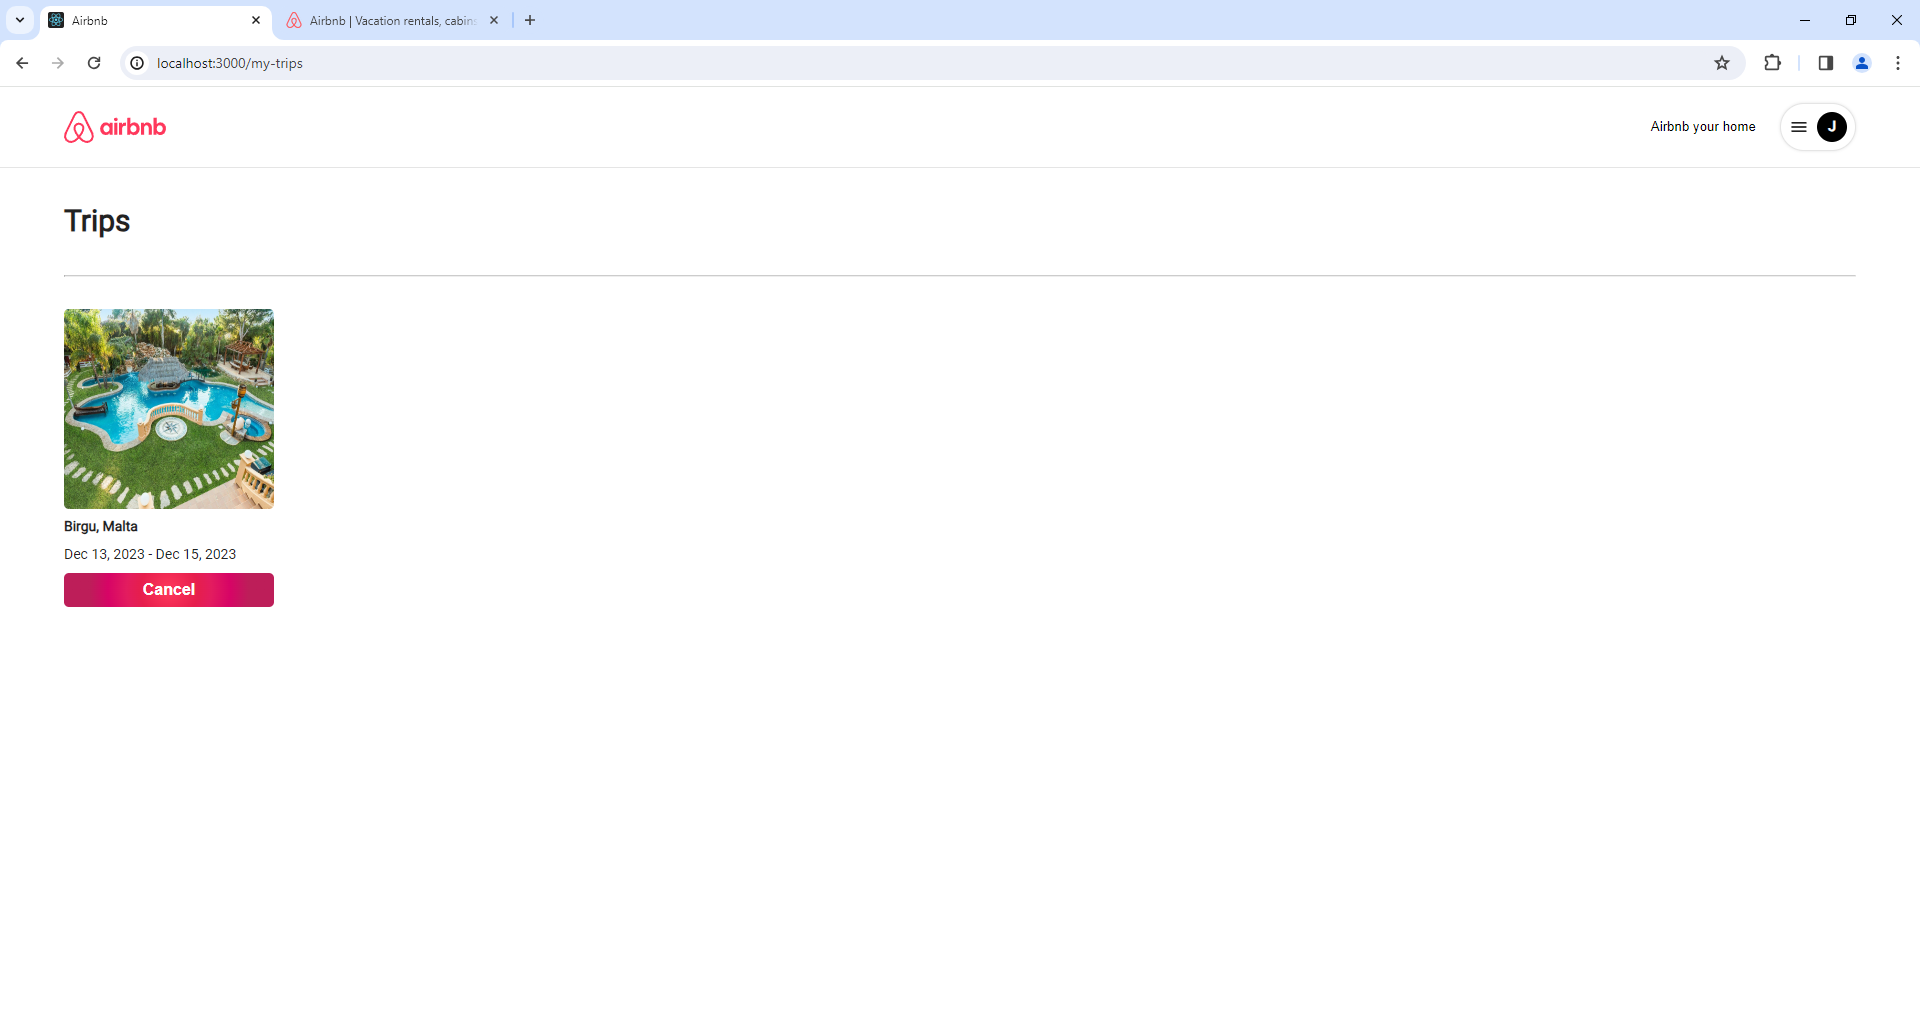 Airbnb
Airbnb | Vacation rentals, cabin
localhost:3000/my-trips
airbnb
Airbnb your home
J
Trips
Birgu, Malta
Dec 13, 2023 - Dec 15, 2023
Cancel